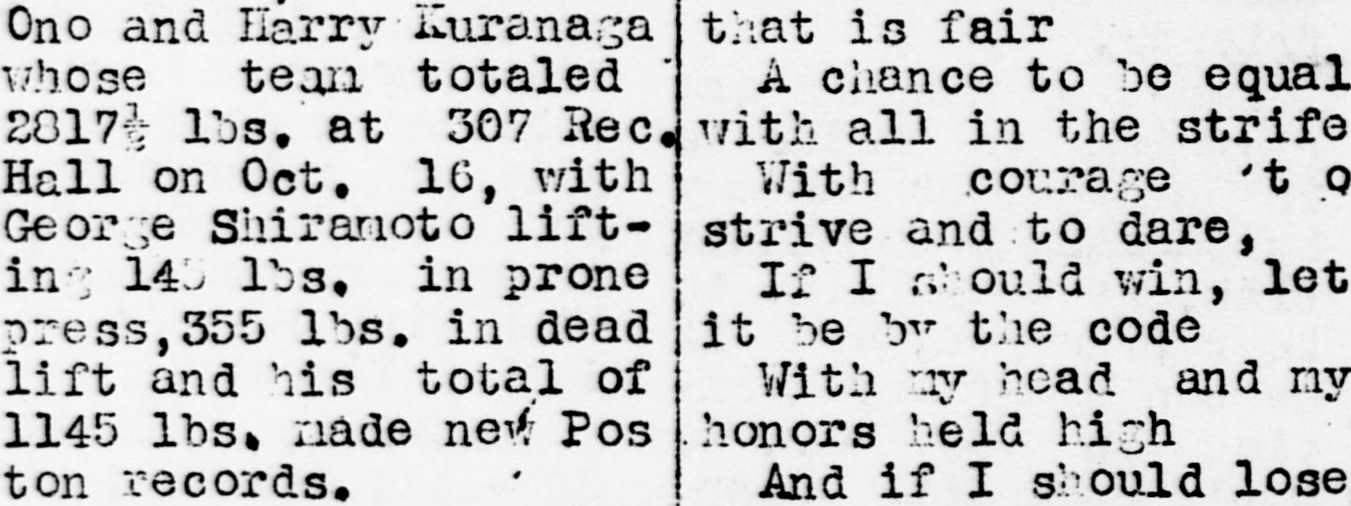 Ono and Harry Kuranaga
whose team totaled
2817½ lbs. at 307 Rec.
Hall on Oct. 16, with
George Shiramoto lift-
ing lbs. in prone
press,355 lbs. in dead
lift and his total of
1145 lbs. made new Pos
ton records.
that is fair
A chance to be equal
with all in the strife
With courage t o
strive and to dare,
If I should win, let
it be by the code
With my head and my
honors held high
And if I should lose